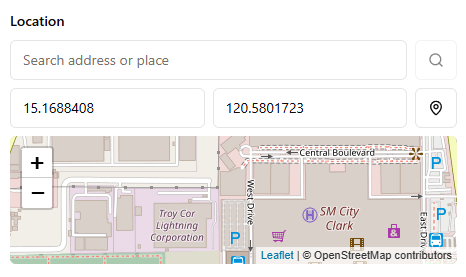 Location
Search address or place
15.1688408
120.5801723
+
−
Central Boulevard
P
West Drive
Troy Cor
Lightning
Corporation
H
SM City
Clark
East Driv
P
P
Leaflet | © OpenStreetMap contributors